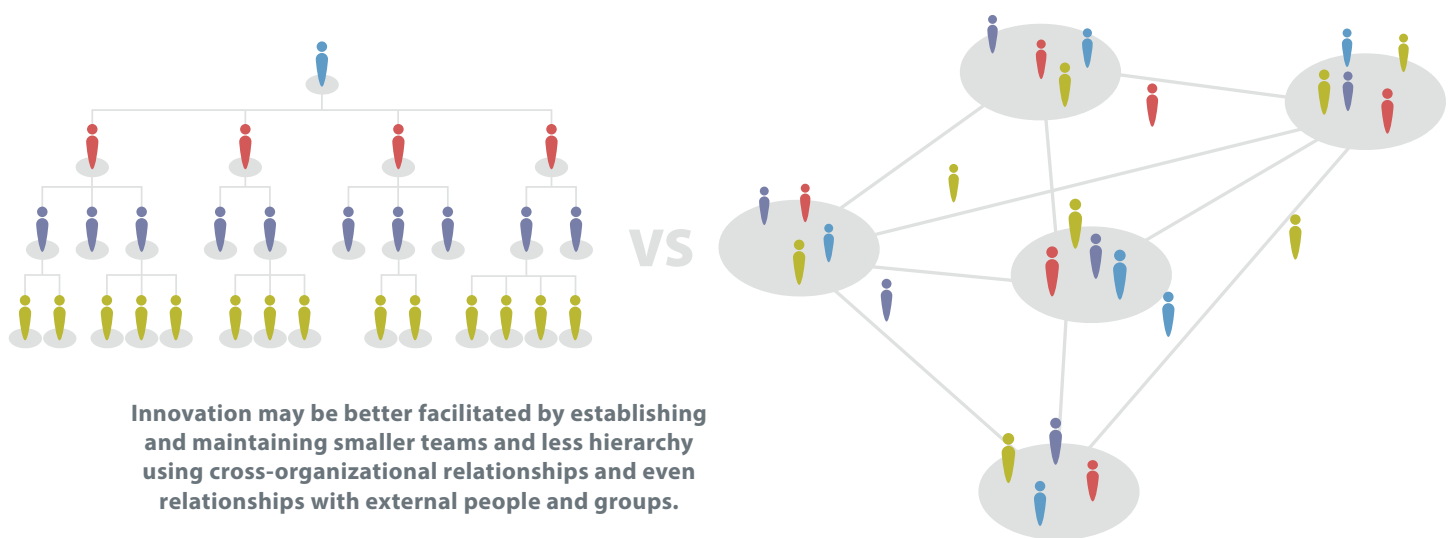 vs
Innovation may be better facilitated by establishing
and maintaining smaller teams and less hierarchy
using cross-organizational relationships and even
relationships with external people and groups.